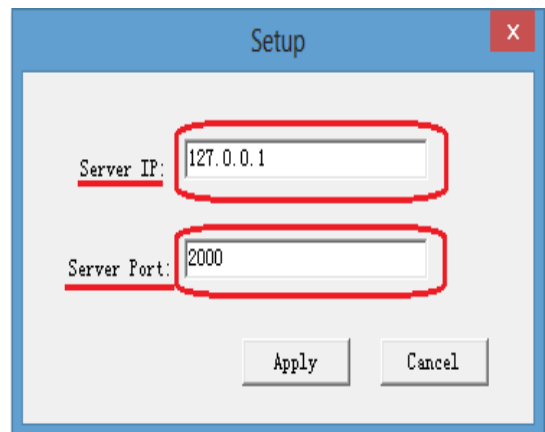 Setup
x
Server IP: 127.0.0.1
Server Port: 2000
Apply Cancel